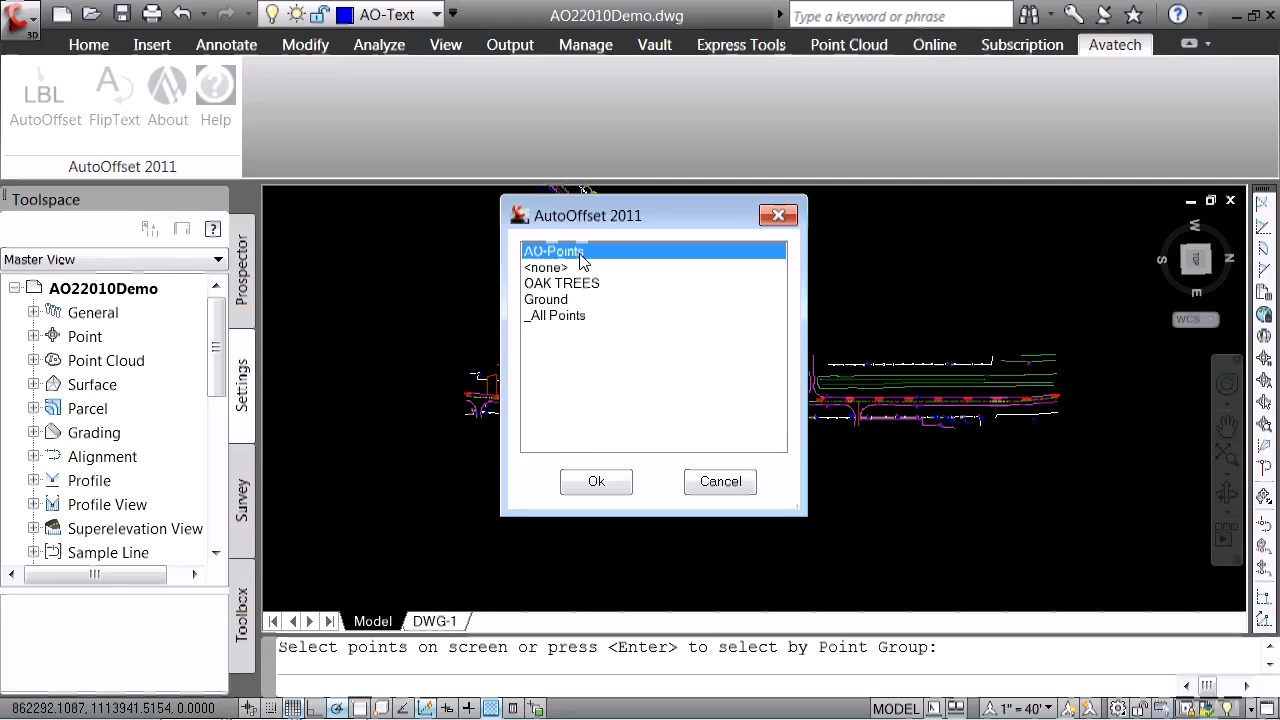 AO-Text
AO22010Demo.dwg
Type a keyword or phrase
3D
Home Insert Annotate Modify Analyze View Output Manage Vault Express Tools Point Cloud Online Subscription Avatech
LBL
AutoOffset FlipText About Help
AutoOffset 2011
Toolspace
Master View
AO22010Demo
General
Point
Point Cloud
Surface
Parcel
Grading
Alignment
Profile
Profile View
Superelevation View
Sample Line
Prospector
Settings
Survey
Toolbox
AutoOffset 2011
AO-Points
<none>
OAK TREES
Ground
_All Points
Ok Cancel
W
S TOP N
E
WCS
Model DWG-1
Select points on screen or press <Enter> to select by Point Group:
862292.1087, 1113941.5154, 0.0000
MODEL
1" = 40'